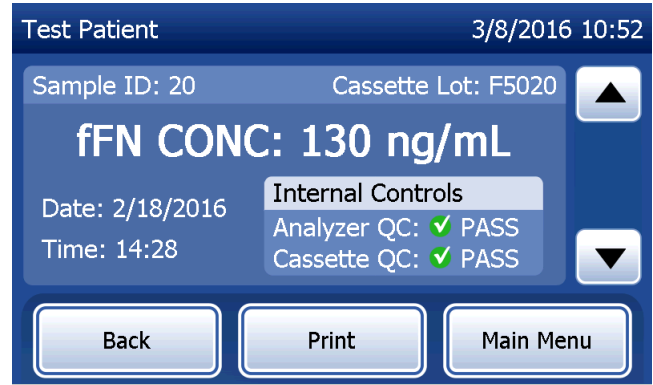 Test Patient 3/8/2016 10:52
Sample ID: 20 Cassette Lot: F5020
fFN CONC: 130 ng/mL
Internal Controls
Date: 2/18/2016
Analyzer QC: PASS
Time: 14:28
Cassette QC: PASS
Back Print Main Menu